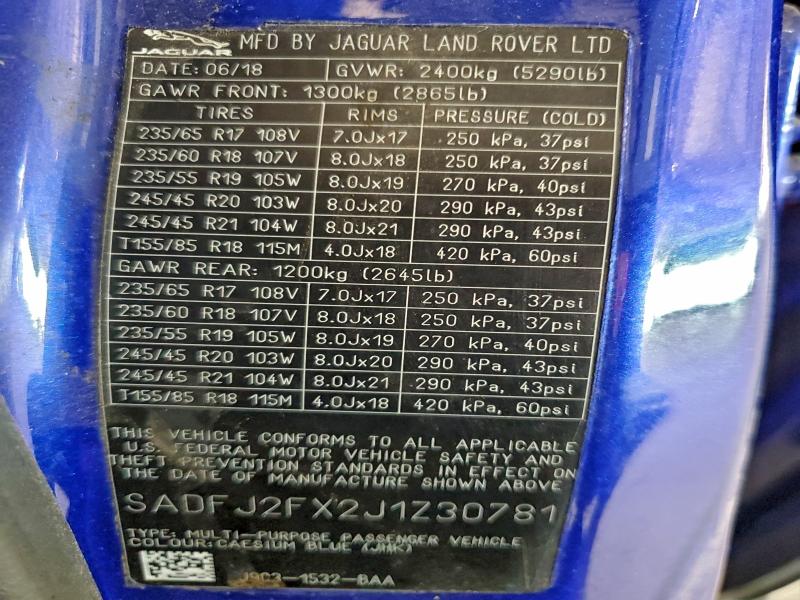 JAGUAR MFD BY JAGUAR LAND ROVER LTD
DATE: 06/18 GVWR: 2400kg (5290lb)
GAWR FRONT: 1300kg (2865lb)
TIRES RIMS PRESSURE (COLD)
235/65 R17 108V 7.0Jx17 250 kPa, 37psi
235/60 R18 107V 8.0Jx18 250 kPa, 37psi
235/55 R19 105W 8.0Jx19 270 kPa, 40psi
245/45 R20 103W 8.0Jx20 290 kPa, 43psi
245/45 R21 104W 8.0Jx21 290 kPa, 43psi
T155/85 R18 115M 4.0Jx18 420 kPa, 60psi
GAWR REAR: 1200kg (2645lb)
235/65 R17 108V 7.0Jx17 250 kPa, 37psi
235/60 R18 107V 8.0Jx18 250 kPa, 37psi
235/55 R19 105W 8.0Jx19 270 kPa, 40psi
245/45 R20 103W 8.0Jx20 290 kPa, 43psi
245/45 R21 104W 8.0Jx21 290 kPa, 43psi
T155/85 R18 115M 4.0Jx18 420 kPa, 60psi
THIS VEHICLE CONFORMS TO ALL APPLICABLE
U.S. FEDERAL MOTOR VEHICLE SAFETY AND
THEFT PREVENTION STANDARDS IN EFFECT ON
THE DATE OF MANUFACTURE SHOWN ABOVE
SADFJ2FX2J1Z30781
TYPE: MULTI-PURPOSE PASSENGER VEHICLE
COLOUR: CAESIUM BLUE (JHK)
J9C3-1532-BAA